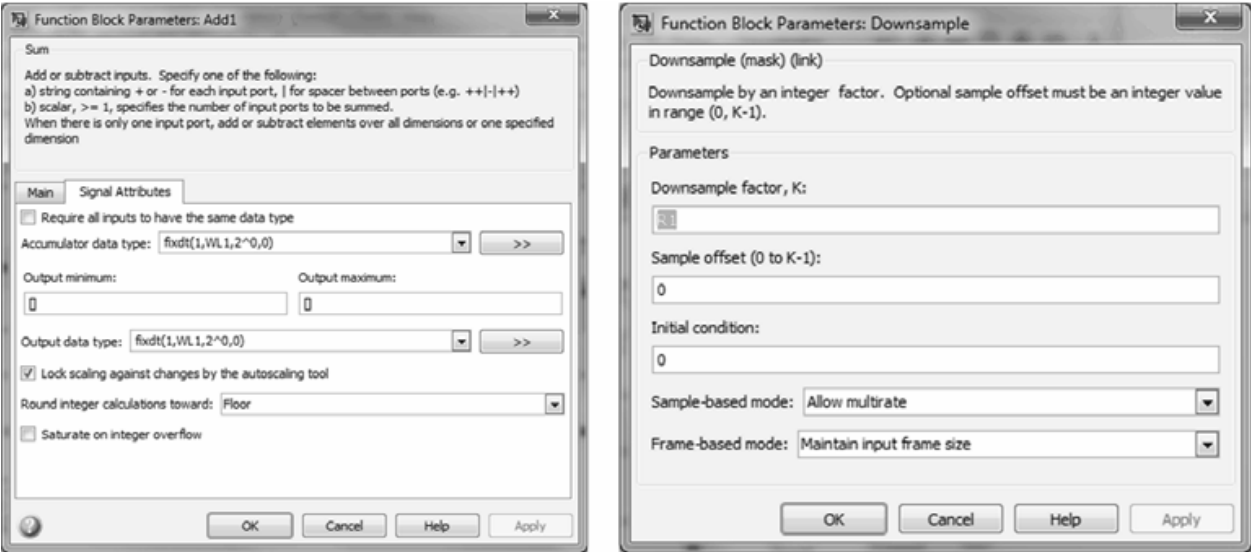 Function Block Parameters: Add1
Sum
Add or subtract inputs. Specify one of the following:
a) string containing + or - for each input port, | for spacer between ports (e.g. ++|-|++)
b) scalar, >= 1, specifies the number of input ports to be summed.
When there is only one input port, add or subtract elements over all dimensions or one specified
dimension
Main Signal Attributes
Require all inputs to have the same data type
Accumulator data type: fixdt(1,WL1,2^0,0) >>
Output minimum: Output maximum:
[] []
Output data type: fixdt(1,WL1,2^0,0) >>
Lock scaling against changes by the autoscaling tool
Round integer calculations toward: Floor
Saturate on integer overflow
OK Cancel Help Apply
Function Block Parameters: Downsample
Downsample (mask) (link)
Downsample by an integer factor. Optional sample offset must be an integer value
in range (0, K-1).
Parameters
Downsample factor, K:
R1
Sample offset (0 to K-1):
0
Initial condition:
0
Sample-based mode: Allow multirate
Frame-based mode: Maintain input frame size
OK Cancel Help Apply